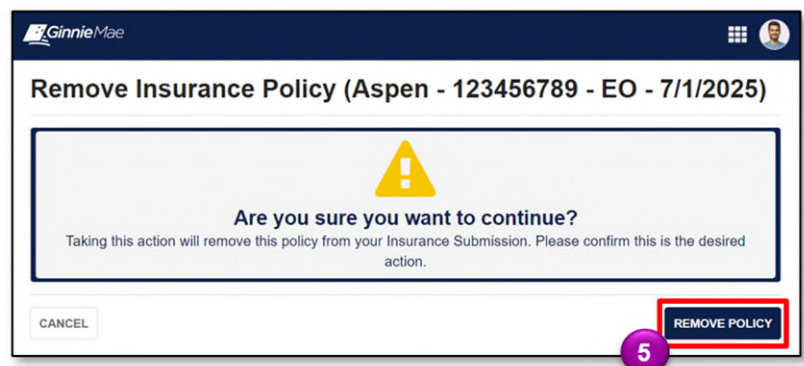 GinnieMae
Remove Insurance Policy (Aspen - 123456789 - EO - 7/1/2025)
Are you sure you want to continue?
Taking this action will remove this policy from your Insurance Submission. Please confirm this is the desired
action.
CANCEL
REMOVE POLICY
5